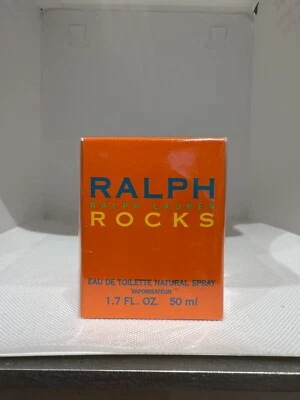 RALPH
RALPH LAUREN
ROCKS
EAU DE TOILETTE NATURAL SPRAY
VAPORISATEUR
1.7 FL. OZ. 50 ml